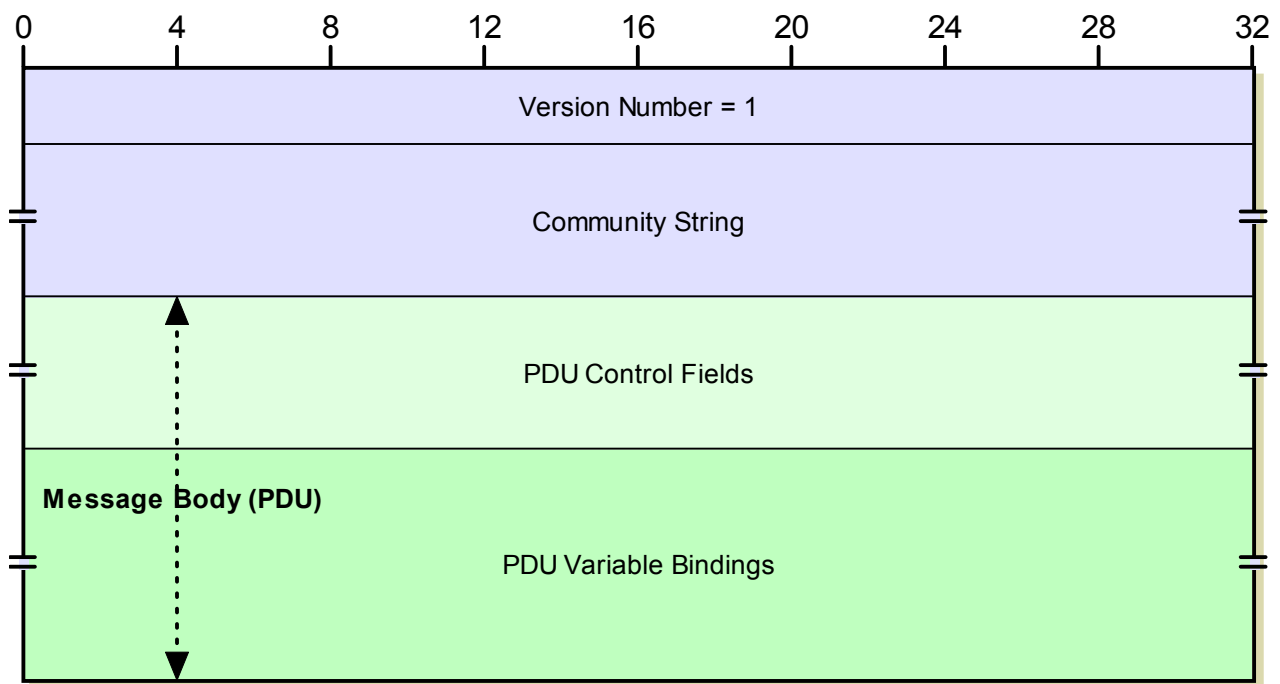 0 4 8 12 16 20 24 28 32
Version Number = 1
Community String
PDU Control Fields
Message Body (PDU)
PDU Variable Bindings